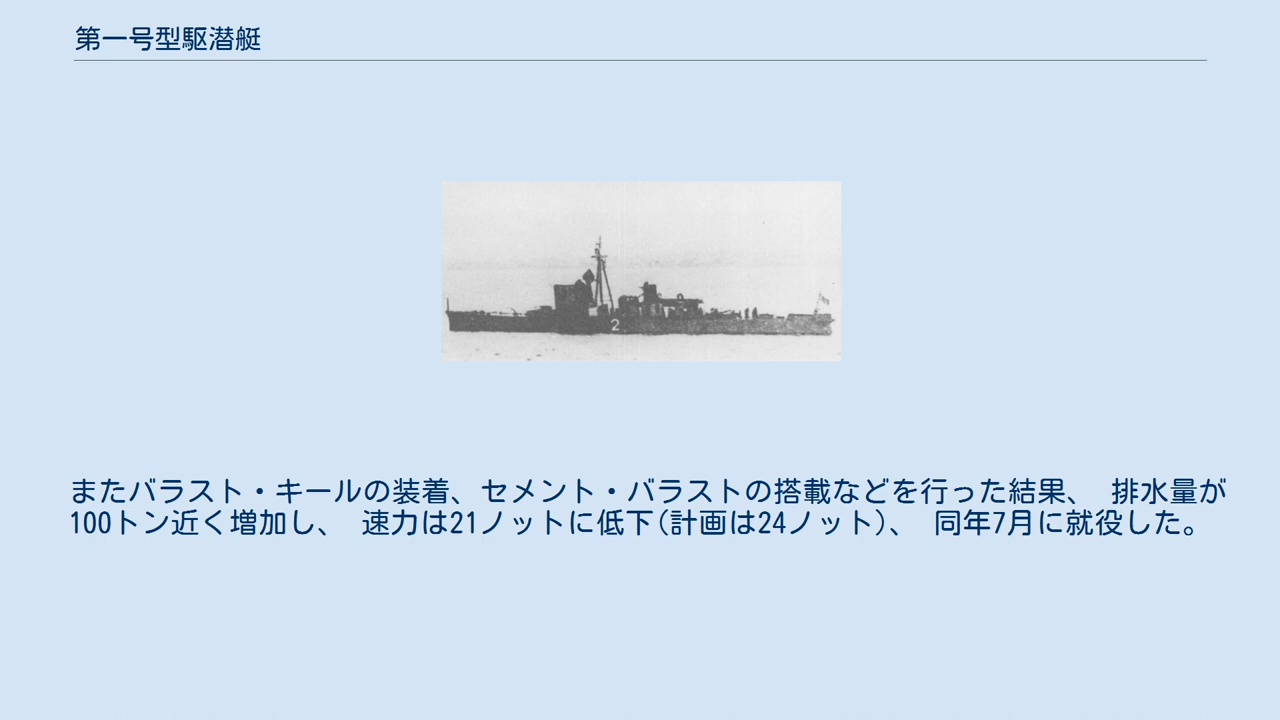 第一号型駆潜艇
2
またバラスト・キールの装着、セメント・バラストの搭載などを行った結果、 排水量が
100トン近く増加し、 速力は21ノットに低下(計画は24ノット)、 同年7月に就役した。